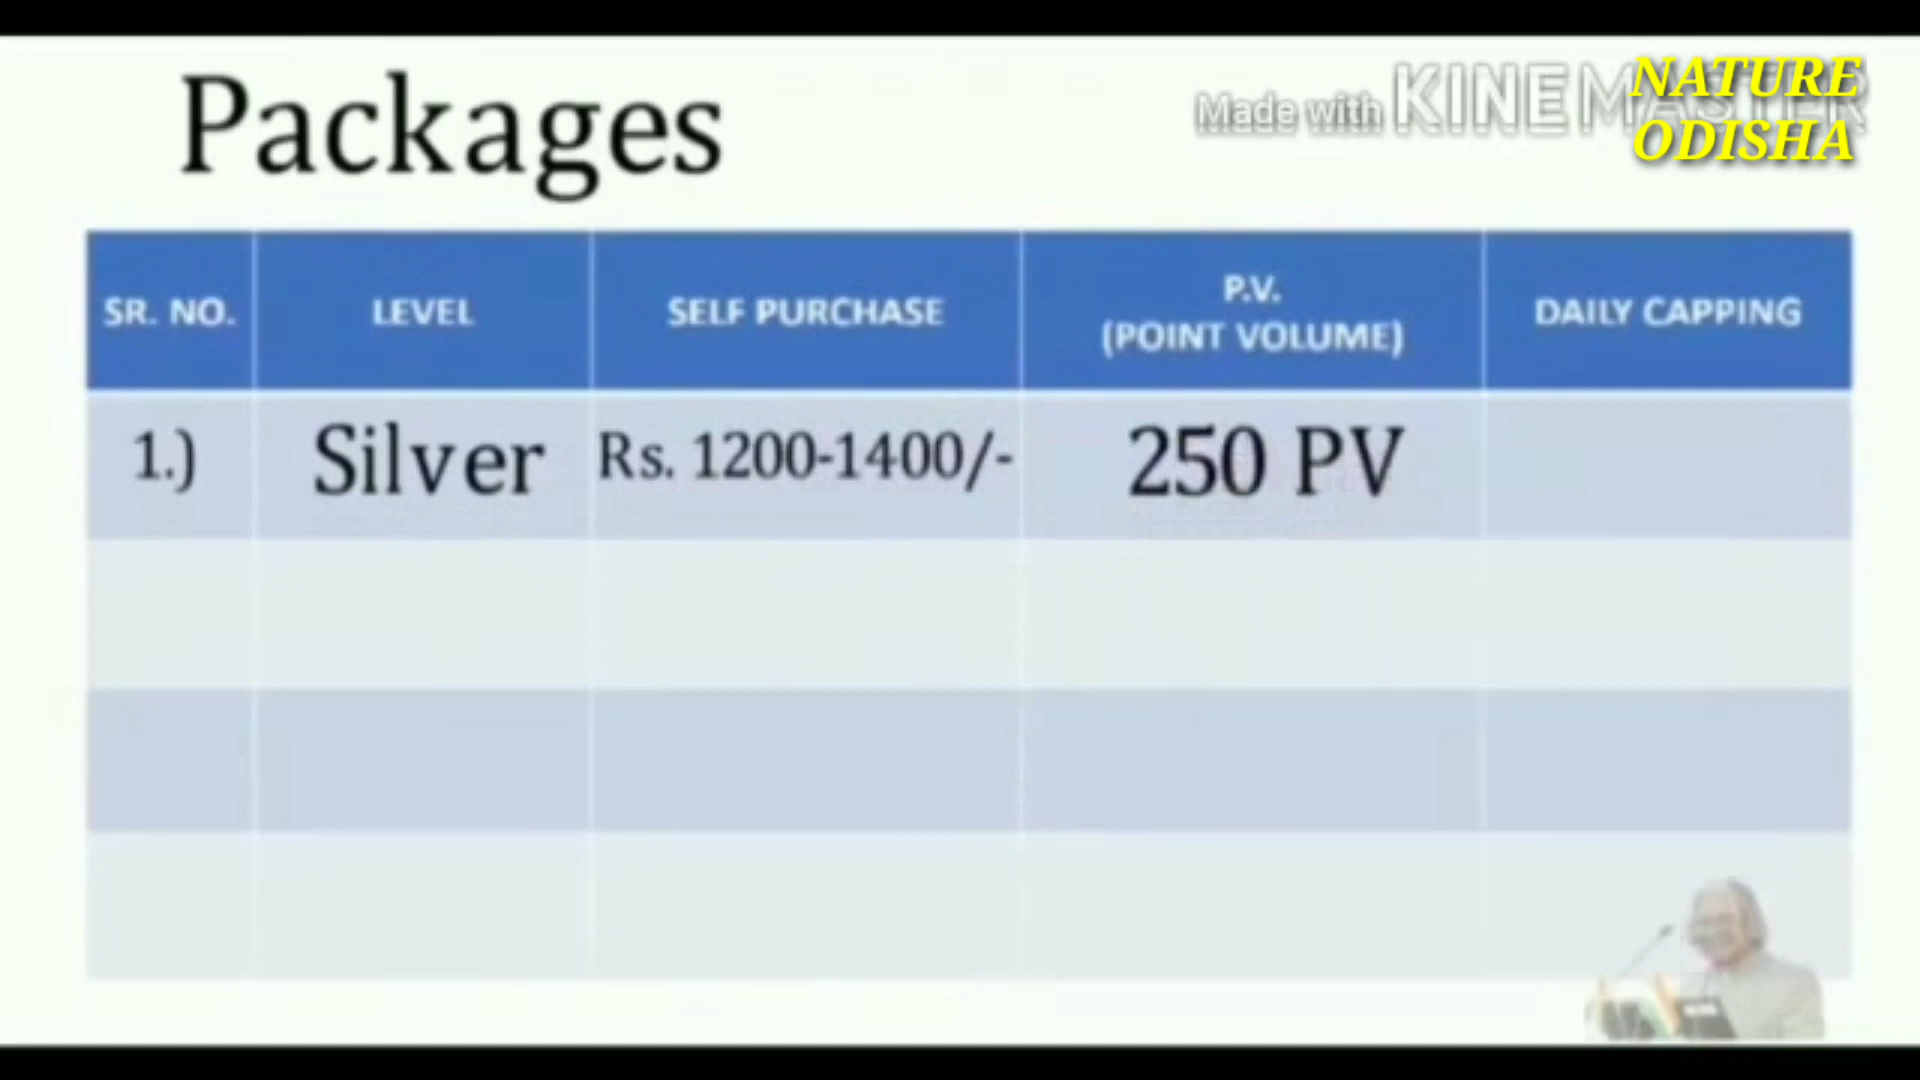 Packages
Made with KINEMASTER
NATURE
ODISHA
SR. NO.
LEVEL
SELF PURCHASE
P.V.
(POINT VOLUME)
DAILY CAPPING
1.)
Silver
Rs. 1200-1400/-
250 PV